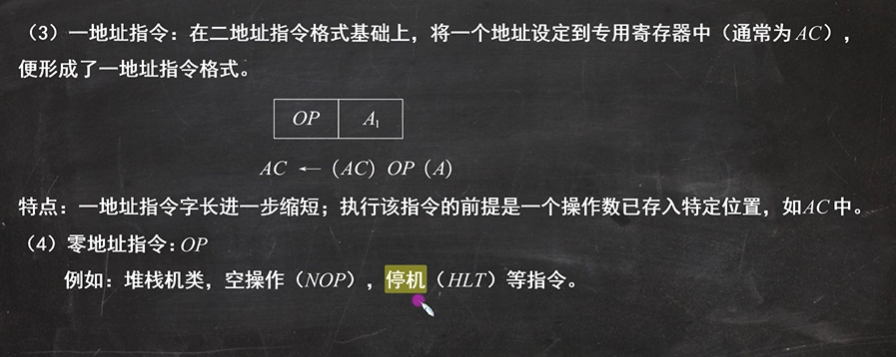 （3）一地址指令：在二地址指令格式基础上，将一个地址设定到专用寄存器中（通常为AC），
便形成了一地址指令格式。
OP A₁
AC ← （AC） OP （A）
特点：一地址指令字长进一步缩短；执行该指令的前提是一个操作数已存入特定位置，如AC中。
（4）零地址指令：OP
例如：堆栈机类，空操作（NOP），停机（HLT）等指令。